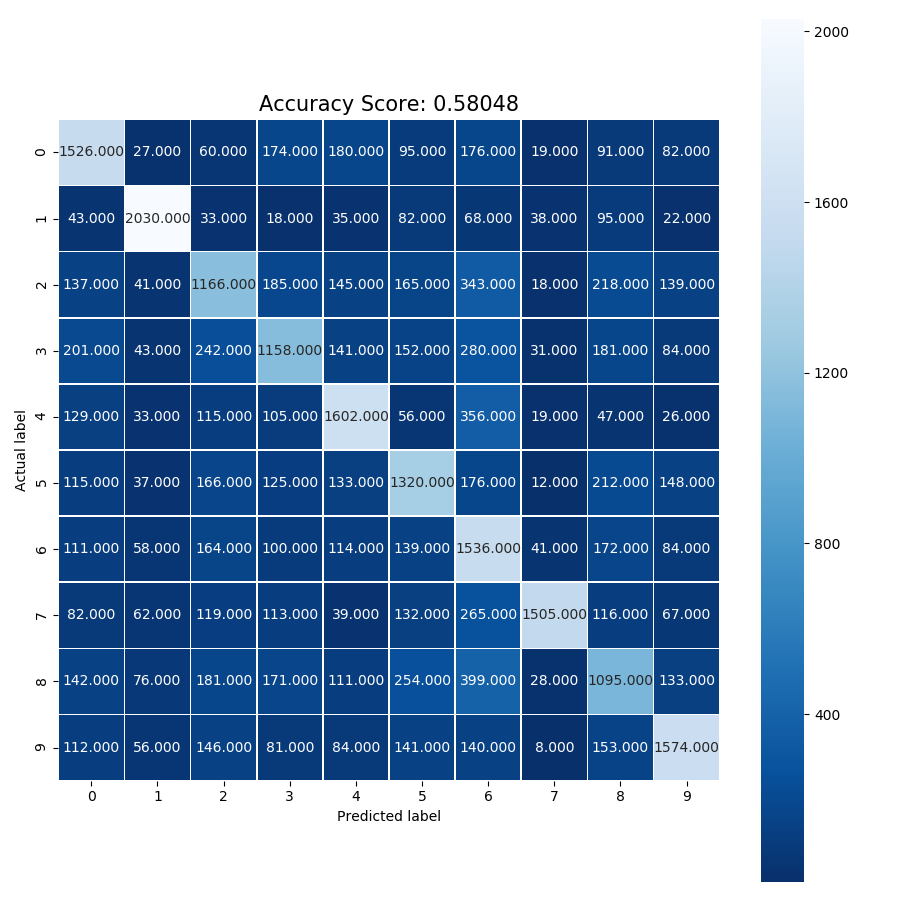 Accuracy Score: 0.58048
0 1526.000 27.000 60.000 174.000 180.000 95.000 176.000 19.000 91.000 82.000
1 43.000 2030.000 33.000 18.000 35.000 82.000 68.000 38.000 95.000 22.000
2 137.000 41.000 1166.000 185.000 145.000 165.000 343.000 18.000 218.000 139.000
3 201.000 43.000 242.000 1158.000 141.000 152.000 280.000 31.000 181.000 84.000
4 129.000 33.000 115.000 105.000 1602.000 56.000 356.000 19.000 47.000 26.000
5 115.000 37.000 166.000 125.000 133.000 1320.000 176.000 12.000 212.000 148.000
6 111.000 58.000 164.000 100.000 114.000 139.000 1536.000 41.000 172.000 84.000
7 82.000 62.000 119.000 113.000 39.000 132.000 265.000 1505.000 116.000 67.000
8 142.000 76.000 181.000 171.000 111.000 254.000 399.000 28.000 1095.000 133.000
9 112.000 56.000 146.000 81.000 84.000 141.000 140.000 8.000 153.000 1574.000
0 1 2 3 4 5 6 7 8 9
Predicted label
Actual label
2000
1600
1200
800
400